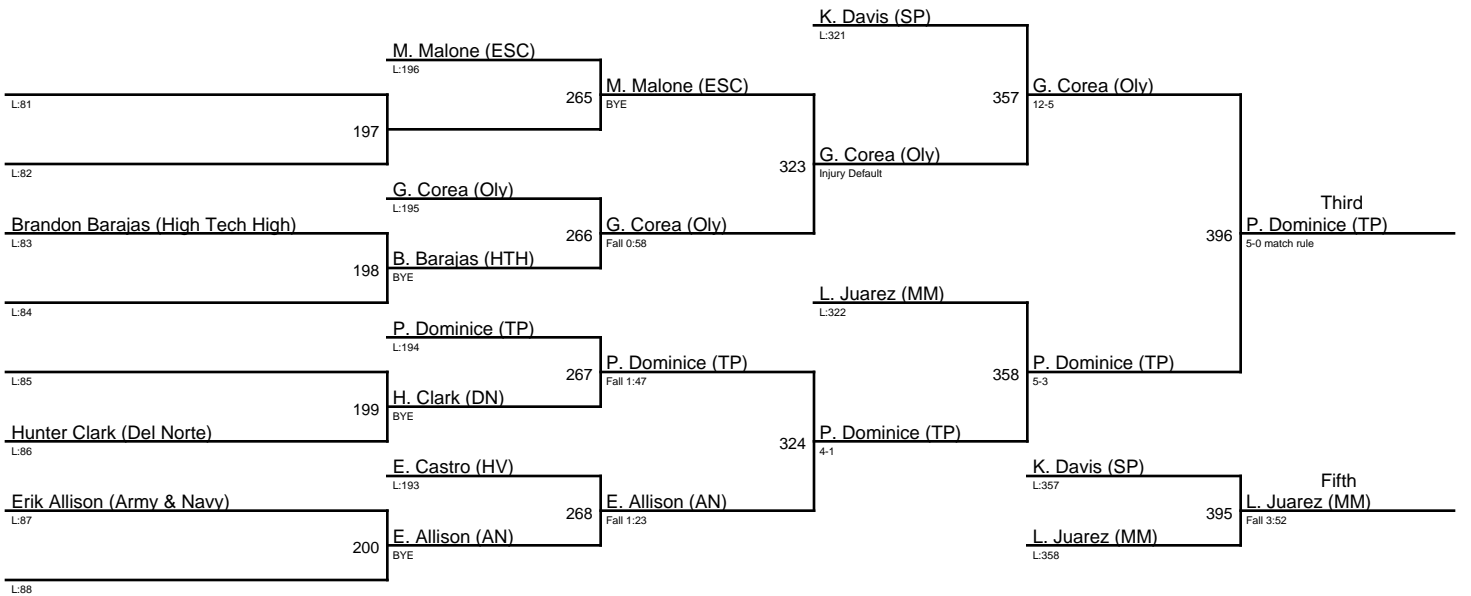 K. Davis (SP)
L:321
M. Malone (ESC)
L:196
265
M. Malone (ESC)
BYE
357
G. Corea (Oly)
12-5
L:81
197
L:82
323
G. Corea (Oly)
Injury Default
G. Corea (Oly)
L:195
Third
Brandon Barajas (High Tech High)
L:83
266
G. Corea (Oly)
Fall 0:58
396
P. Dominice (TP)
5-0 match rule
198
B. Barajas (HTH)
BYE
L:84
L. Juarez (MM)
L:322
P. Dominice (TP)
L:194
267
P. Dominice (TP)
Fall 1:47
358
P. Dominice (TP)
5-3
L:85
199
H. Clark (DN)
BYE
Hunter Clark (Del Norte)
L:86
324
P. Dominice (TP)
4-1
E. Castro (HV)
L:193
K. Davis (SP)
L:357
Fifth
Erik Allison (Army & Navy)
L:87
268
E. Allison (AN)
Fall 1:23
395
L. Juarez (MM)
Fall 3:52
200
E. Allison (AN)
BYE
L. Juarez (MM)
L:358
L:88